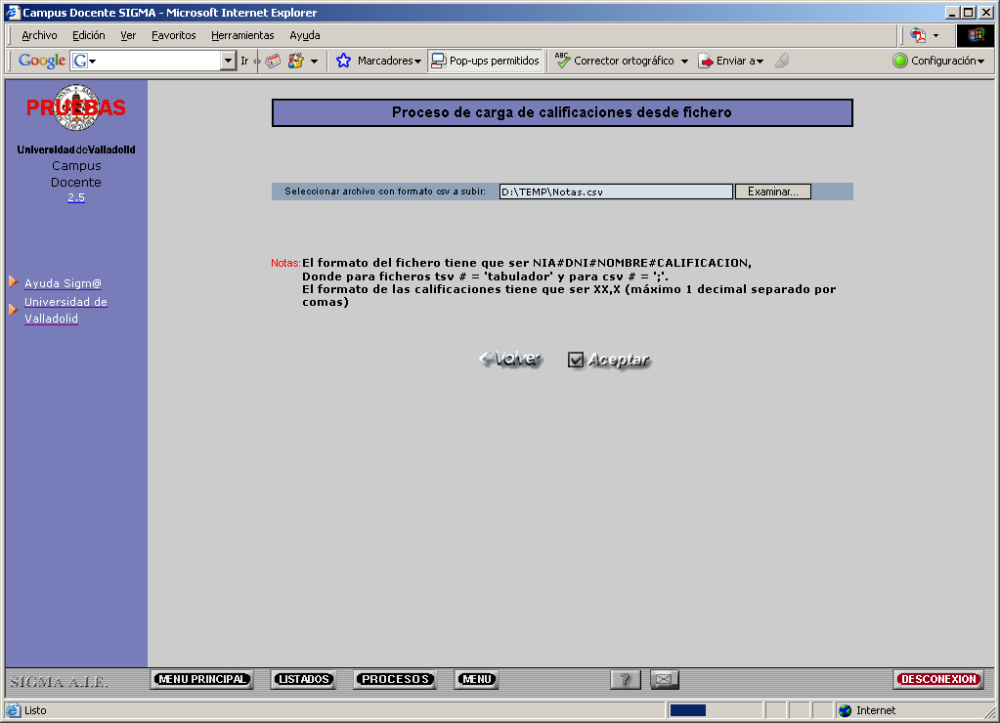 Campus Docente SIGMA - Microsoft Internet Explorer
Archivo Edición Ver Favoritos Herramientas Ayuda
Google G Ir Marcadores Pop-ups permitidos ABC Corrector ortográfico Enviar a Configuración
PRUEBAS
Universidad de Valladolid
Campus
Docente
2.5
Ayuda Sigm@
Universidad de
Valladolid
Proceso de carga de calificaciones desde fichero
Seleccionar archivo con formato csv a subir: D:\TEMP\Notas.csv Examinar...
Notas: El formato del fichero tiene que ser NIA#DNI#NOMBRE#CALIFICACION,
Donde para ficheros tsv # = 'tabulador' y para csv # = ';'.
El formato de las calificaciones tiene que ser XX,X (máximo 1 decimal separado por
comas)
Volver Aceptar
SIGMA A.I.E. MENU PRINCIPAL LISTADOS PROCESOS MENU ? DESCONEXION
Listo Internet